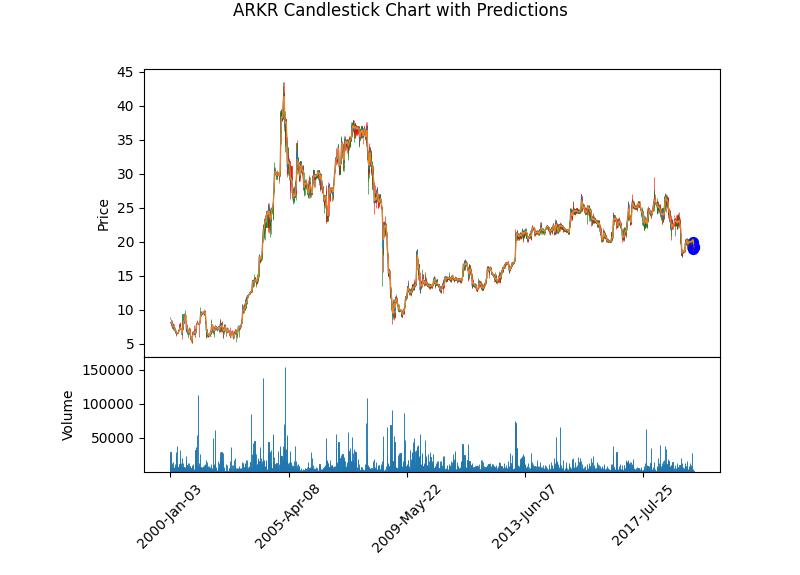 ARKR Candlestick Chart with Predictions
45
40
35
30
25
20
15
10
5
Price
150000
100000
50000
Volume
2000-Jan-03
2005-Apr-08
2009-May-22
2013-Jun-07
2017-Jul-25